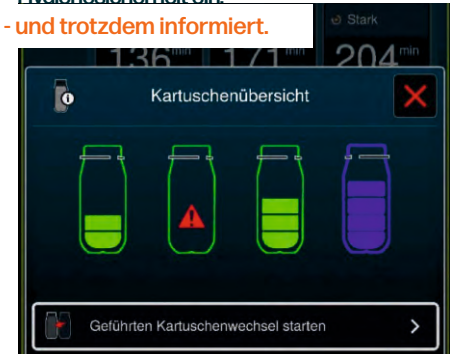 - und trotzdem informiert.
Stark
136 min 171 min 204 min
Kartuschenübersicht
Geführten Kartuschenwechsel starten